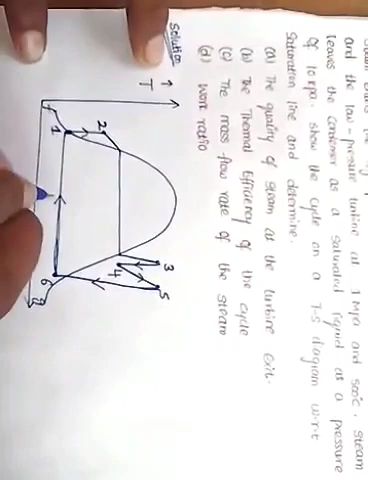 and the low-pressure turbine at 1 MPa and 500°C. steam
leaves the condenser as a saturated liquid as a pressure
of 10 kpa. show the cycle on a T-S diagram w.r.t
Saturation line and determine.
(a) The quality of steam at the turbine exit.
(b) The Thermal Efficiency of the cycle
(c) The mass flow rate of the steam
(d) work ratio
Solution
↑
T
1
2
3
4
5
6